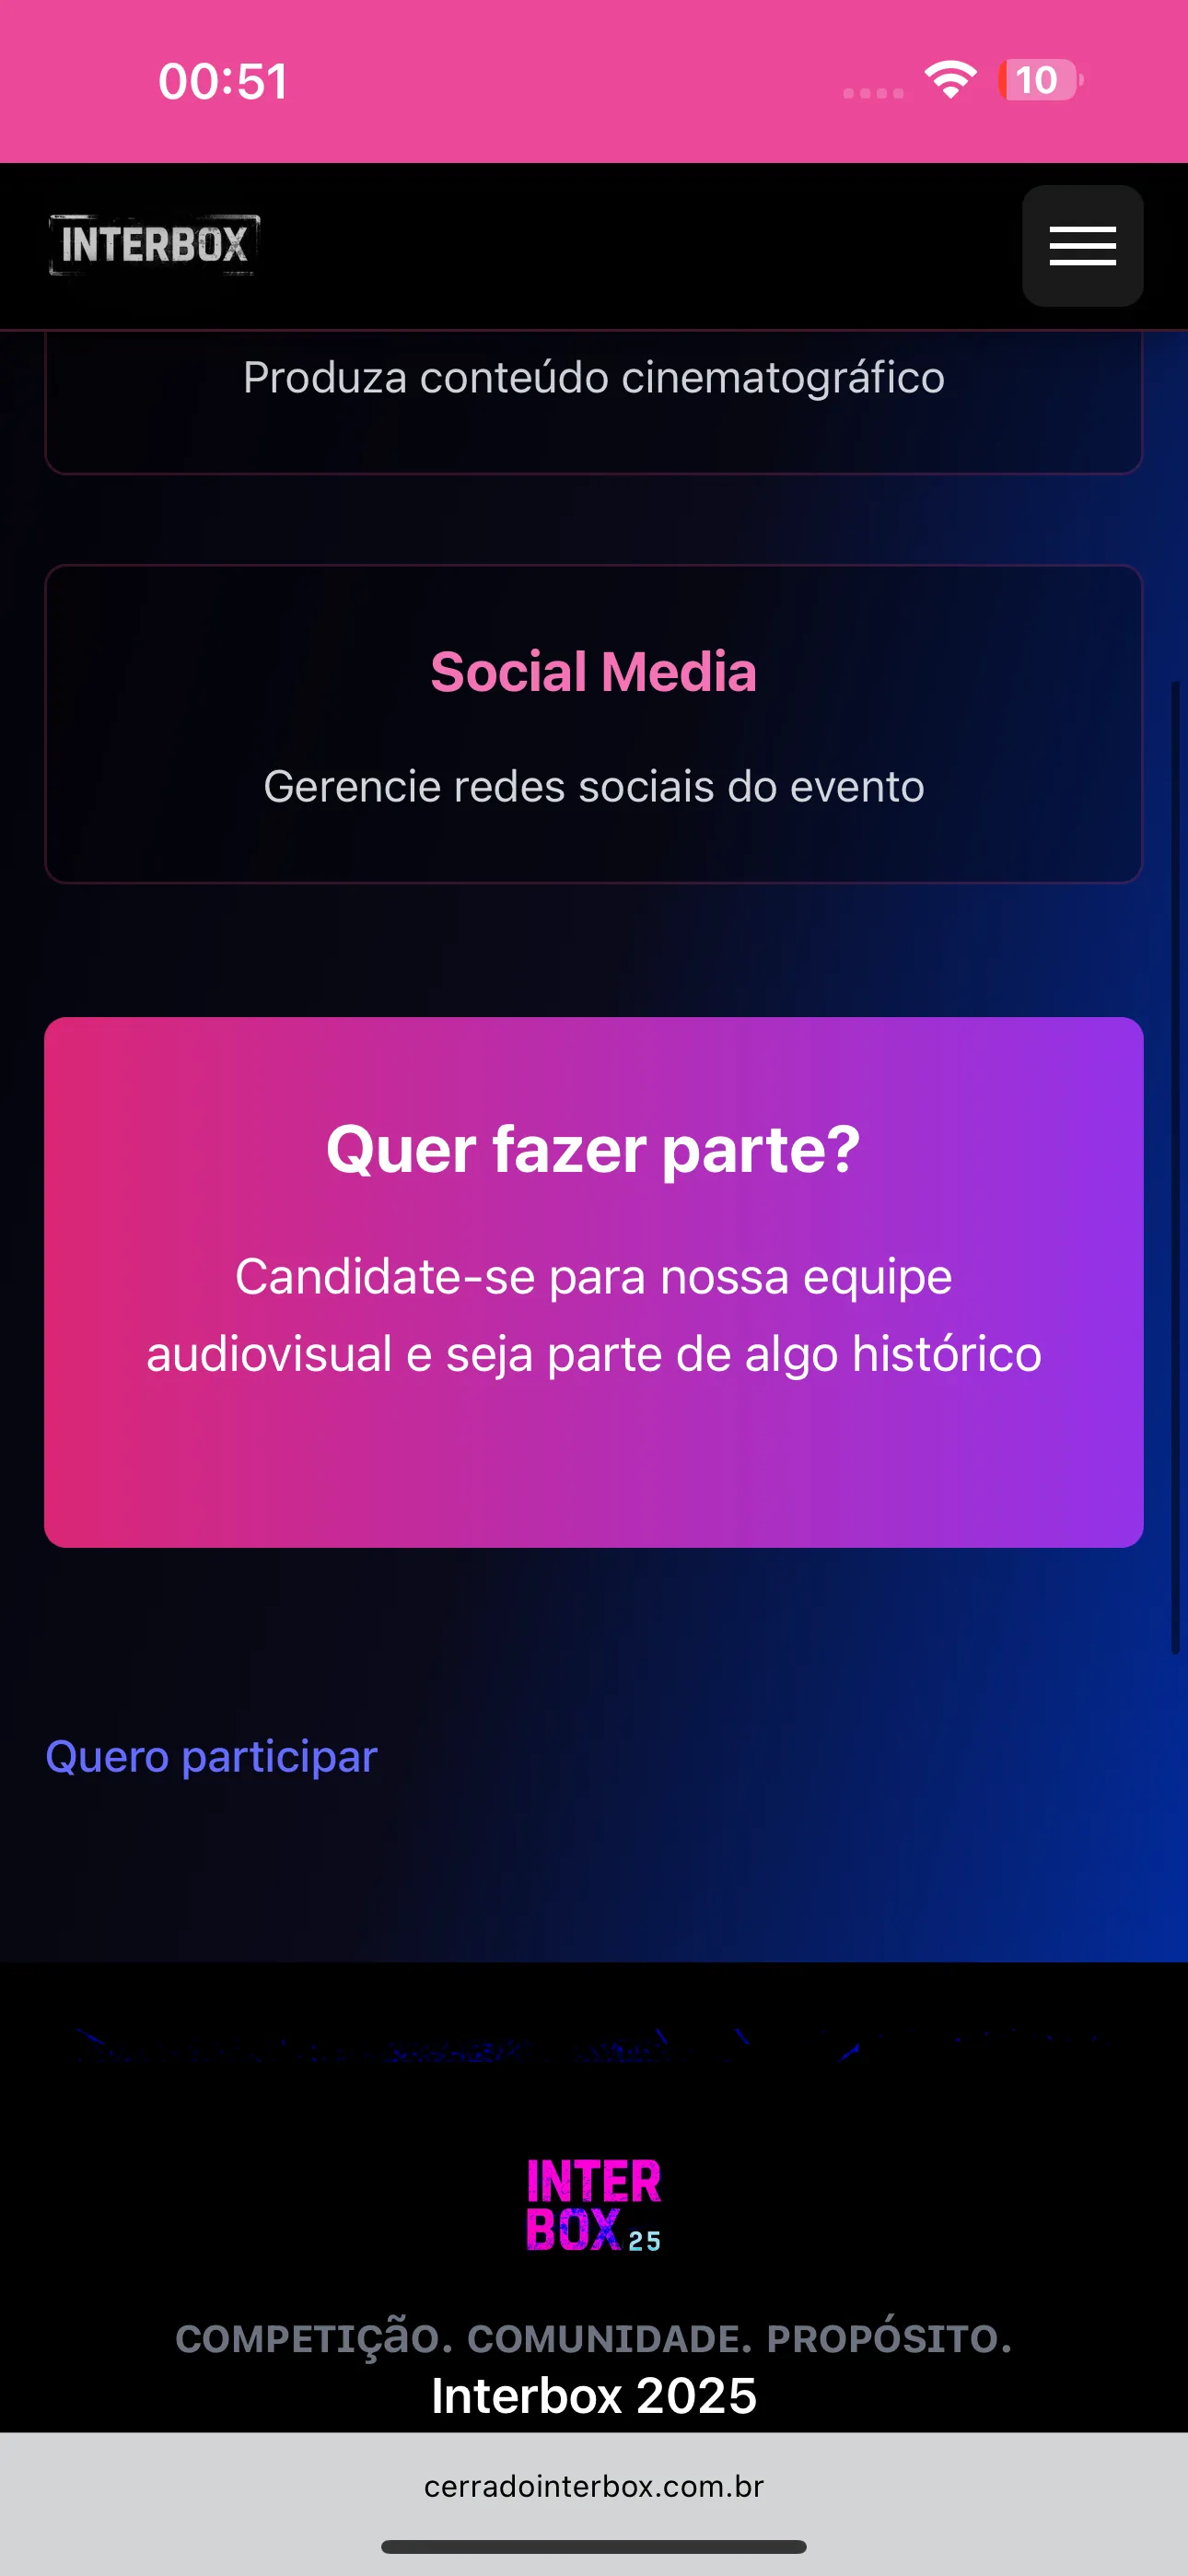 00:51
10
INTERBOX
Produza conteúdo cinematográfico
Social Media
Gerencie redes sociais do evento
Quer fazer parte?
Candidate-se para nossa equipe
audiovisual e seja parte de algo histórico
Quero participar
INTER
BOX 25
COMPETIÇãO. COMUNIDADE. PROPÓSITO.
Interbox 2025
cerradointerbox.com.br